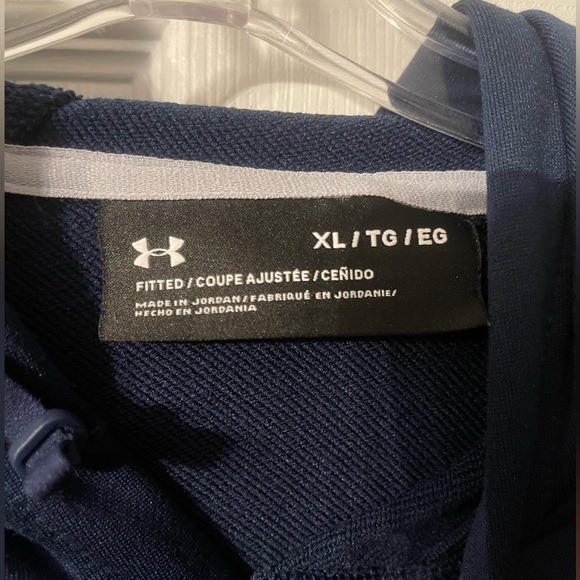 XL / TG / EG
FITTED / COUPE AJUSTÉE / CEÑIDO
MADE IN JORDAN / FABRIQUÉ EN JORDANIE /
HECHO EN JORDANIA